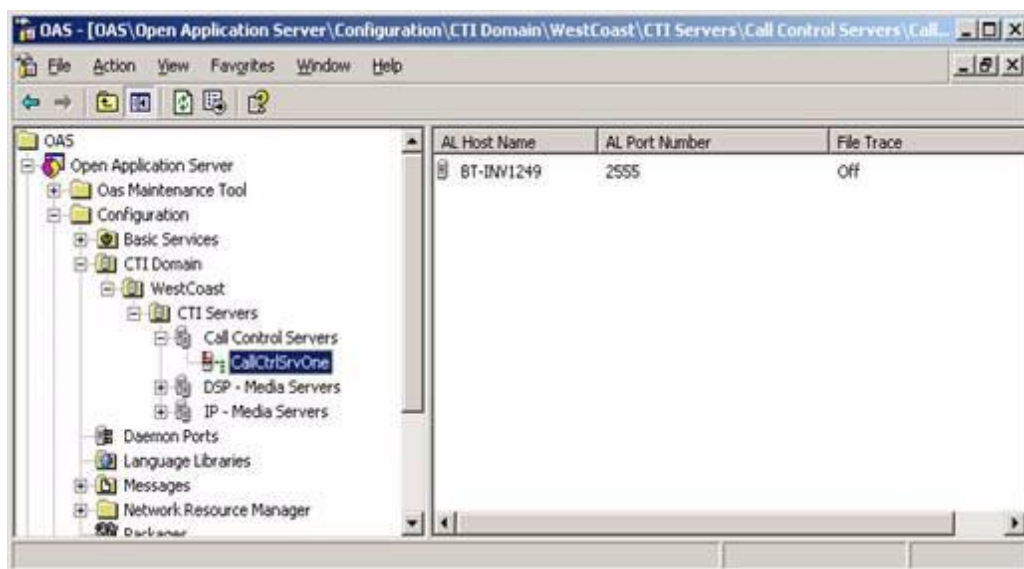 OAS - [OAS\Open Application Server\Configuration\CTI Domain\WestCoast\CTI Servers\Call Control Servers\Call...
File Action View Favorites Window Help
OAS
Open Application Server
Oas Maintenance Tool
Configuration
Basic Services
CTI Domain
WestCoast
CTI Servers
Call Control Servers
CallCtrlSrvOne
DSP - Media Servers
IP - Media Servers
Daemon Ports
Language Libraries
Messages
Network Resource Manager
Packages
AL Host Name AL Port Number File Trace
BT-INV1249 2555 Off